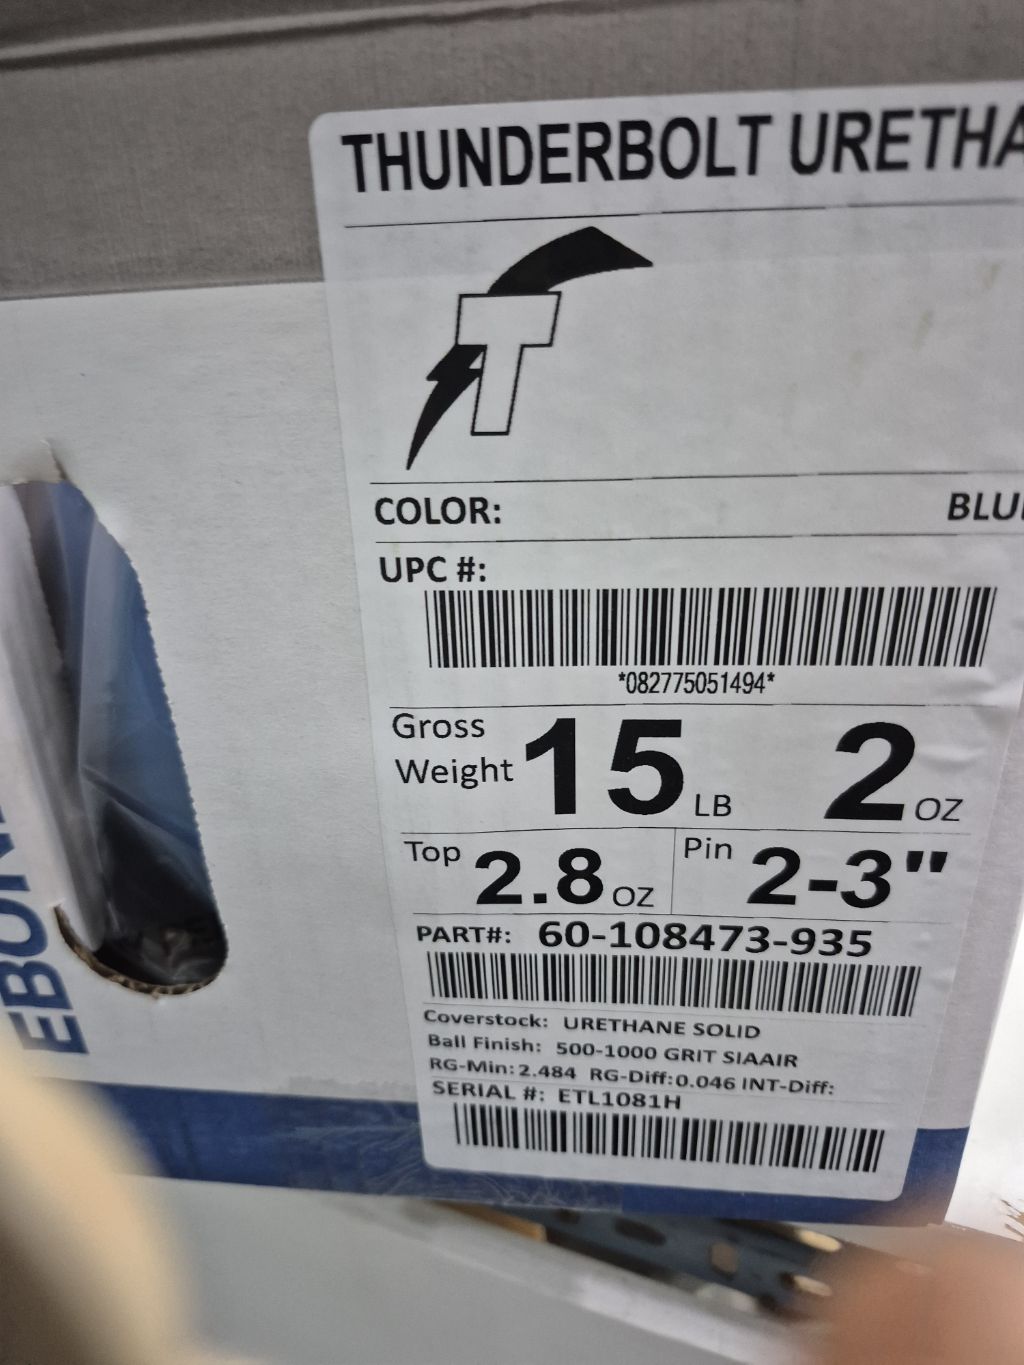 THUNDERBOLT URETHA
T
COLOR: BLU
UPC #:
*082775051494*
Gross Weight 15 LB 2 OZ
Top 2.8 OZ Pin 2-3"
PART#: 60-108473-935
Coverstock: URETHANE SOLID
Ball Finish: 500-1000 GRIT SIAAIR
RG-Min: 2.484 RG-Diff: 0.046 INT-Diff:
SERIAL #: ETL1081H
EBON